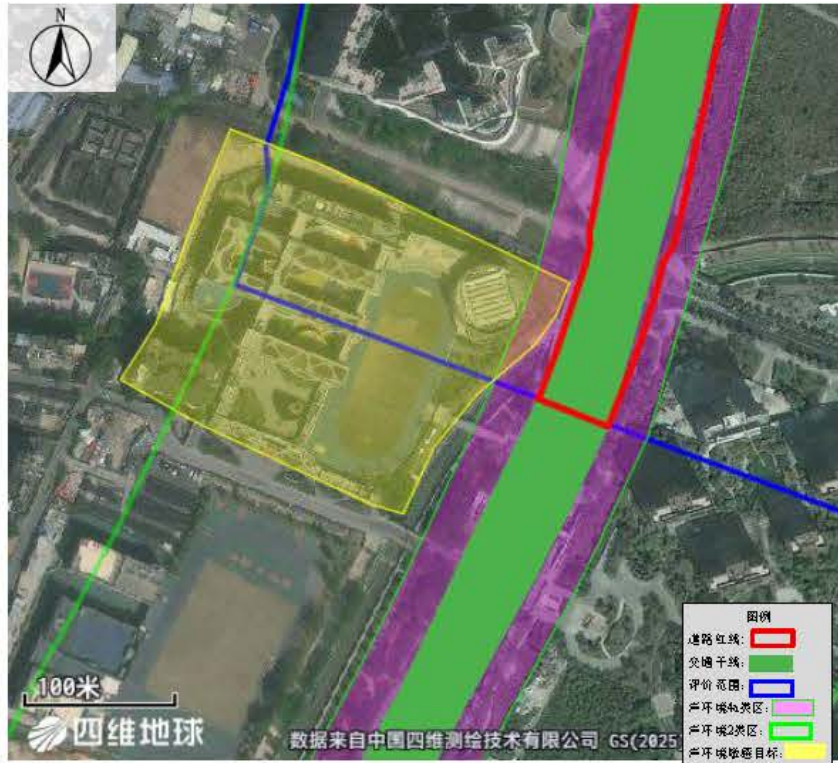 N
图例
道路红线:
交通干线:
评价范围:
声环境4a类区:
声环境2类区:
声环境敏感目标:
100米
四维地球
数据来自中国四维测绘技术有限公司 GS(2025)